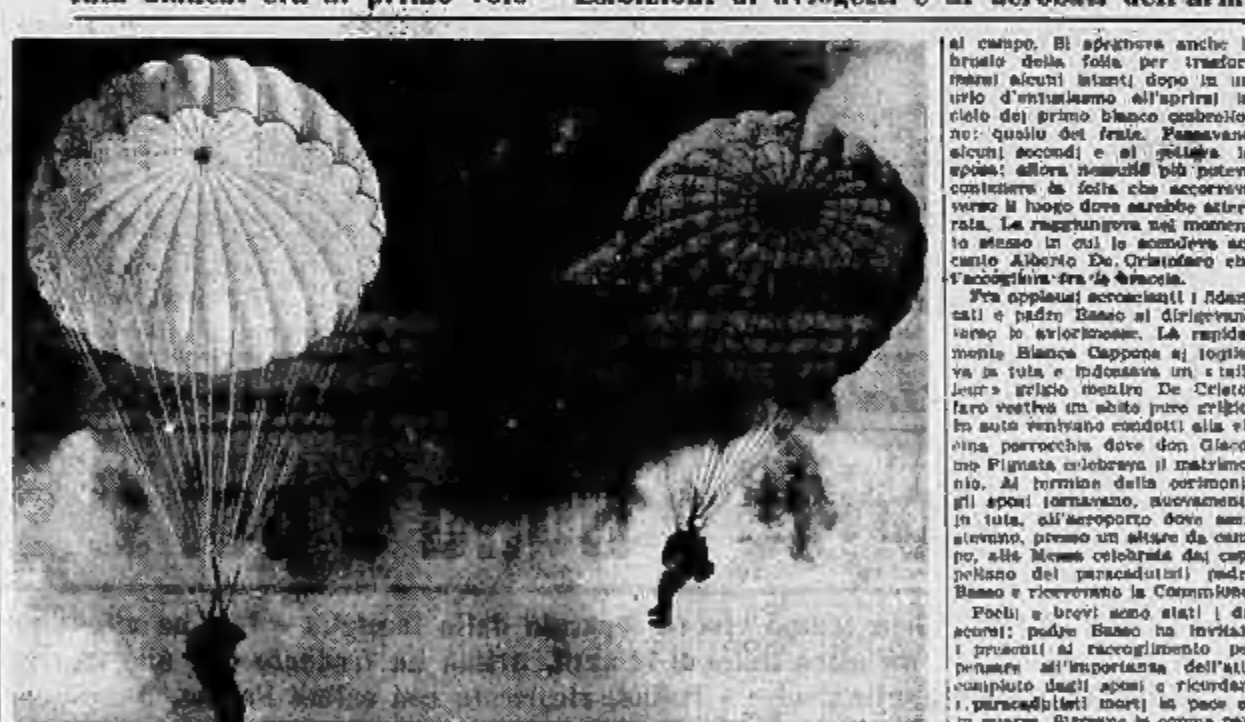 al campo. Si spegneva anche
brusio della folla per trasfor
marsi alcuni istanti dopo in un
urlo d'entusiasmo all'aprirsi in
cielo del primo bianco ombrello
no: quello del frate. Passavano
alcuni secondi e si gettava la
sposa; allora nessuno più poteva
contenere la folla che accorreva
verso il luogo dove sarebbe atter
rata. La raggiungeva nel momen
to stesso in cui le scendeva ac
canto Alberto De Cristofaro che
l'accoglieva fra le braccia.
Fra applausi scroscianti i fidan
zati e padre Basso si dirigevano
verso le aviorimesse. Là rapida
mente Bianca Cappone si toglie
va la tuta e indossava un « tail
leur » grigio mentre De Cristo
faro vestiva un abito pure grigio
In auto venivano condotti alla vi
cina parrocchia dove don Giaco
mo Pignata celebrava il matrimo
nio. Al termine della cerimonia
gli sposi tornavano, nuovamente
in tuta, all'aeroporto dove
stevano, presso un altare da cam
po, alla Messa celebrata dal cap
pellano dei paracadutisti padre
Basso e ricevevano la Comunione
Pochi e brevi sono stati i di
scorsi: padre Basso ha invitato
i presenti al raccoglimento per
pensare all'importanza dell'atto
compiuto dagli sposi e ricordare
i paracadutisti morti in pace e
in guerra.